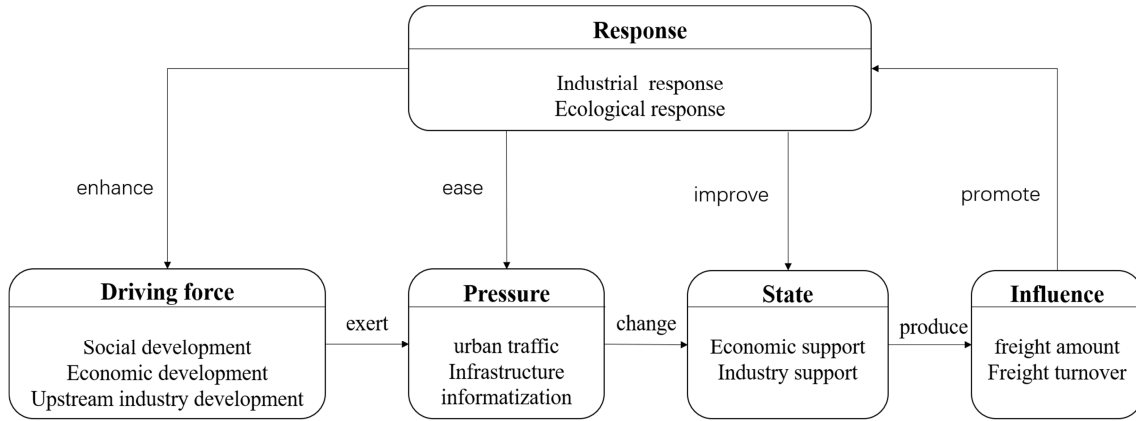 Response
Industrial response
Ecological response
enhance
ease
improve
promote
Driving force
Social development
Economic development
Upstream industry development
exert
Pressure
urban traffic
Infrastructure
informatization
change
State
Economic support
Industry support
produce
Influence
freight amount
Freight turnover